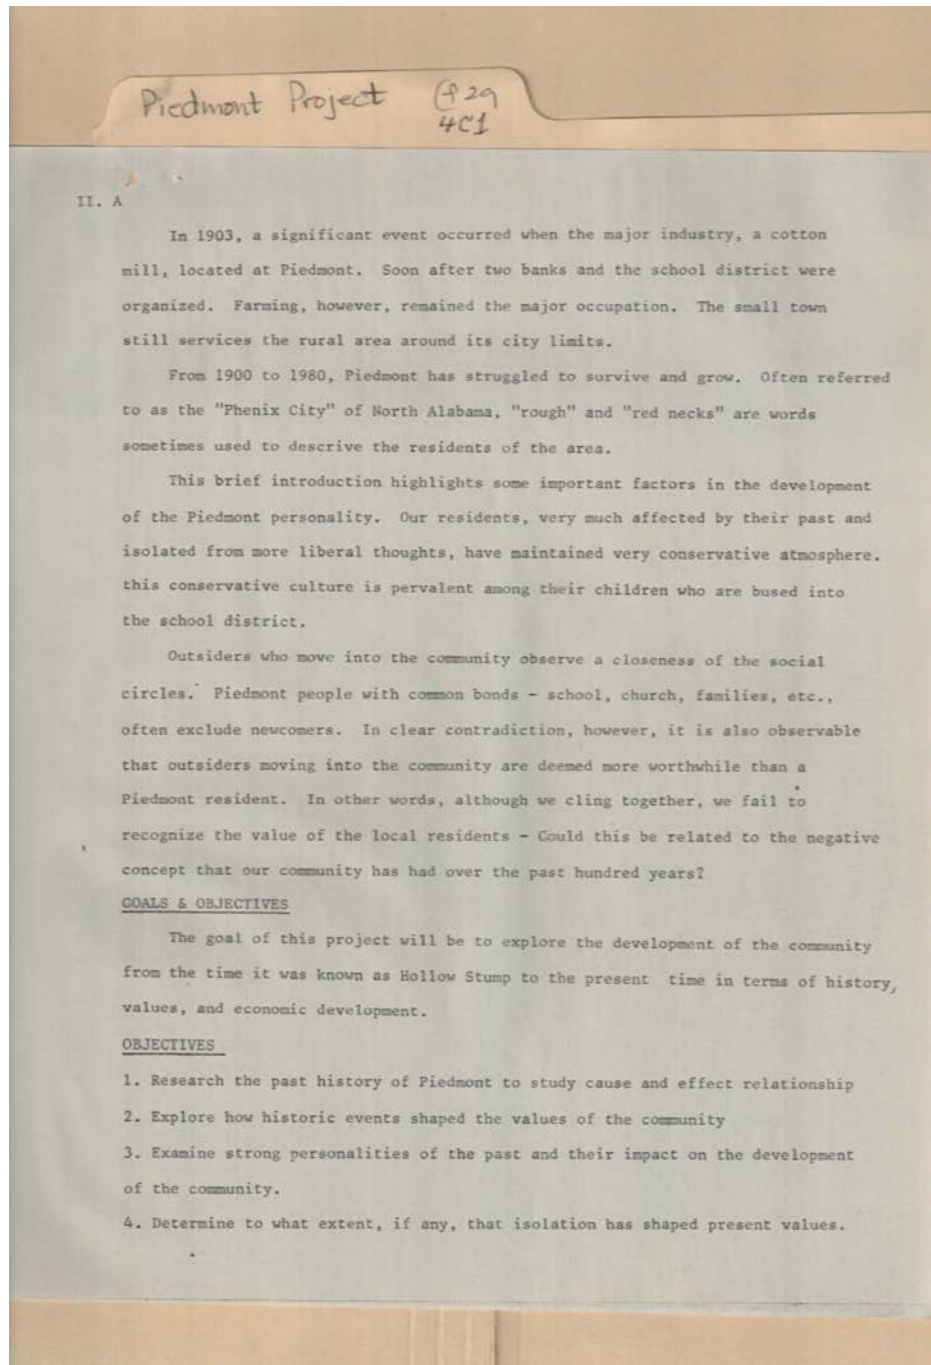 Piedmont Project
f29
4C1
II. A
In 1903, a significant event occurred when the major industry, a cotton
mill, located at Piedmont. Soon after two banks and the school district were
organized. Farming, however, remained the major occupation. The small town
still services the rural area around its city limits.
From 1900 to 1980, Piedmont has struggled to survive and grow. Often referred
to as the "Phenix City" of North Alabama, "rough" and "red necks" are words
sometimes used to descrive the residents of the area.
This brief introduction highlights some important factors in the development
of the Piedmont personality. Our residents, very much affected by their past and
isolated from more liberal thoughts, have maintained very conservative atmosphere.
this conservative culture is pervalent among their children who are bused into
the school district.
Outsiders who move into the community observe a closeness of the social
circles. Piedmont people with common bonds - school, church, families, etc.,
often exclude newcomers. In clear contradiction, however, it is also observable
that outsiders moving into the community are deemed more worthwhile than a
Piedmont resident. In other words, although we cling together, we fail to
recognize the value of the local residents - Could this be related to the negative
concept that our community has had over the past hundred years?
GOALS & OBJECTIVES
The goal of this project will be to explore the development of the community
from the time it was known as Hollow Stump to the present time in terms of history,
values, and economic development.
OBJECTIVES
1. Research the past history of Piedmont to study cause and effect relationship
2. Explore how historic events shaped the values of the community
3. Examine strong personalities of the past and their impact on the development
of the community.
4. Determine to what extent, if any, that isolation has shaped present values.